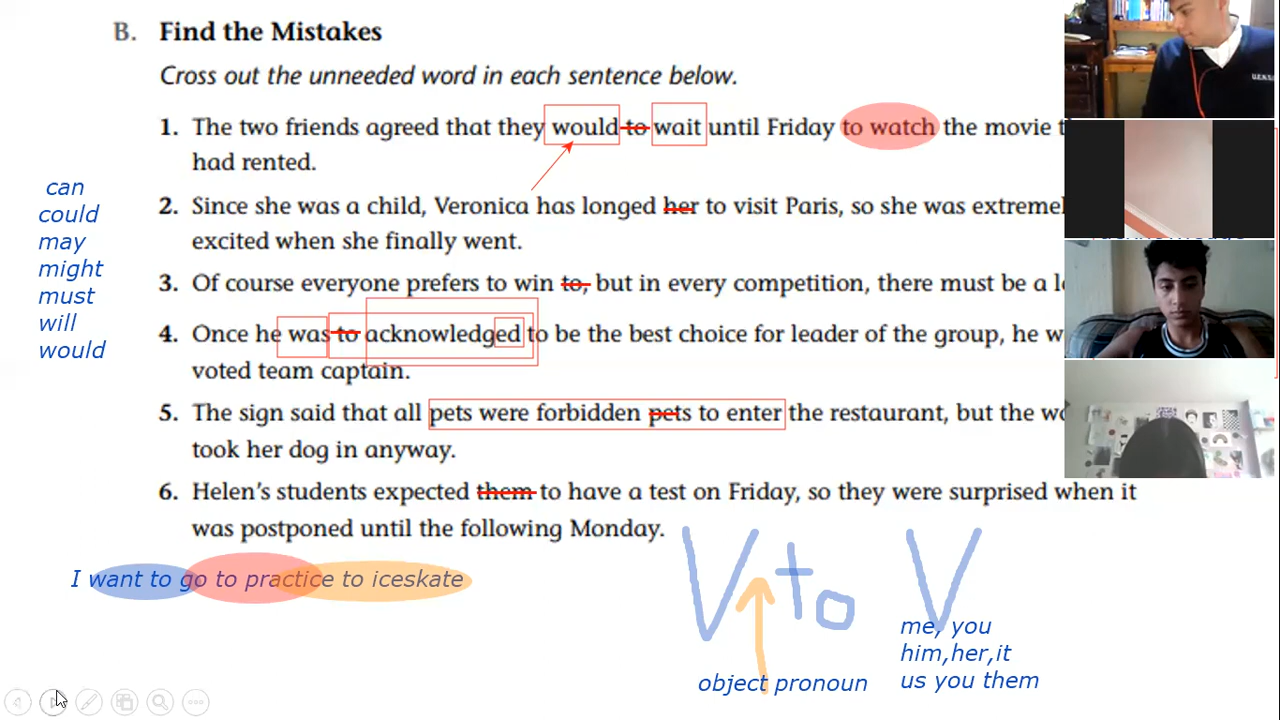 B. Find the Mistakes
Cross out the unneeded word in each sentence below.
1. The two friends agreed that they would to wait until Friday to watch the movie
had rented.
2. Since she was a child, Veronica has longed her to visit Paris, so she was
excited when she finally went.
3. Of course everyone prefers to win to, but in every competition, there must be a
4. Once he was to acknowledged to be the best choice for leader of the group, he
voted team captain.
5. The sign said that all pets were forbidden pets to enter the restaurant, but the
took her dog in anyway.
6. Helen's students expected them to have a test on Friday, so they were surprised when it
was postponed until the following Monday.
can
could
may
might
must
will
would
I want to go to practice to iceskate
V to V
object pronoun
me, you
him,her,it
us you them